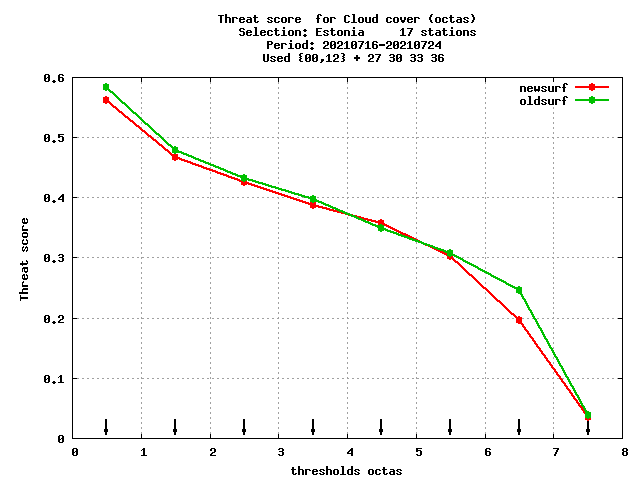 Threat score  for Cloud cover (octas)
Selection: Estonia     17 stations
Period: 20210716-20210724
Used {00,12} + 27 30 33 36
newsurf
oldsurf
0.6
0.5
0.4
0.3
0.2
0.1
0
Threat score
0 1 2 3 4 5 6 7 8
thresholds octas